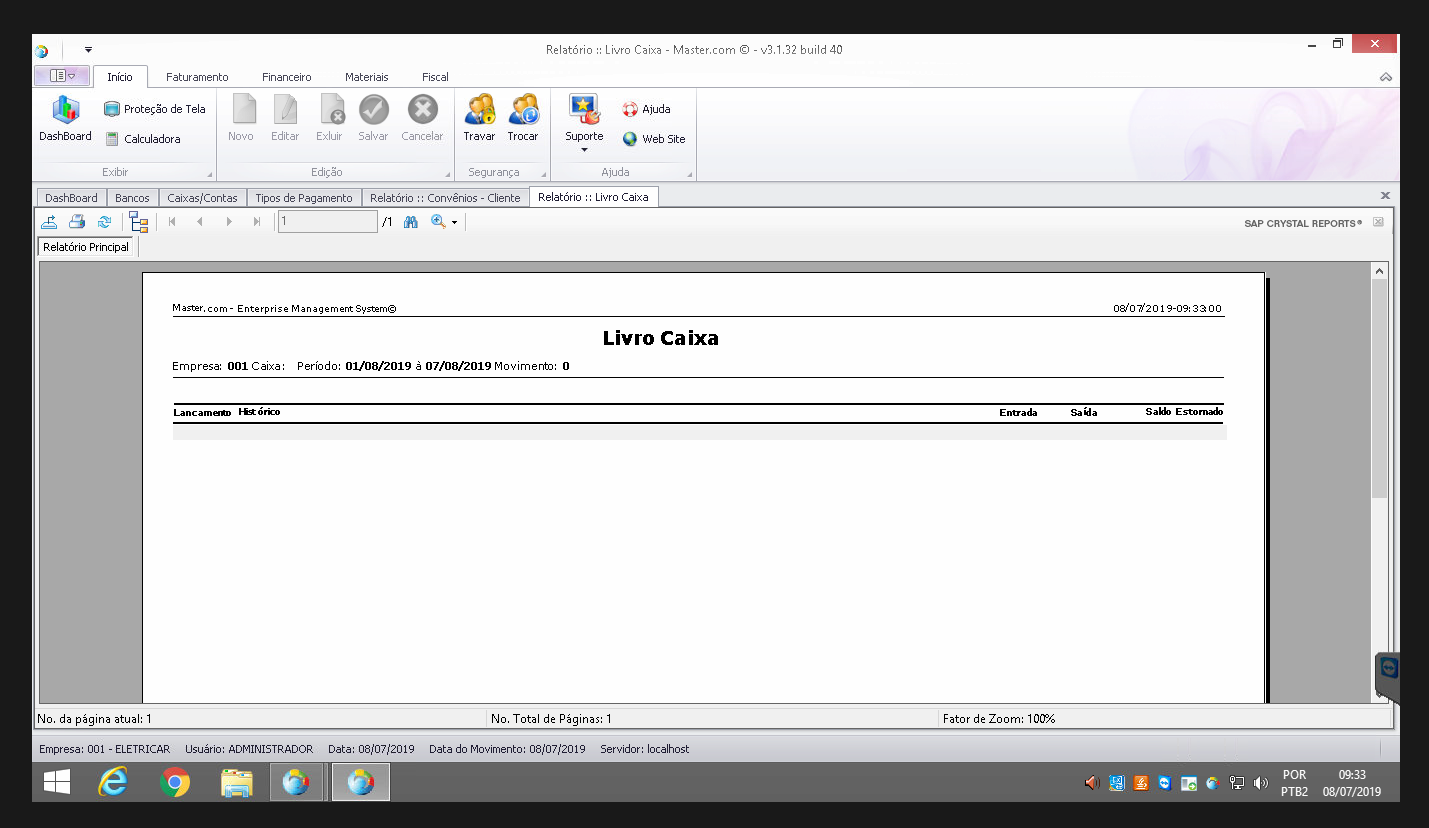 Relatório :: Livro Caixa - Master.com © - v3.1.32 build 40
Início Faturamento Financeiro Materiais Fiscal
DashBoard Proteção de Tela Calculadora Novo Editar Exluir Salvar Cancelar Travar Trocar Suporte Ajuda Web Site
Exibir Edição Segurança Ajuda
DashBoard Bancos Caixas/Contas Tipos de Pagamento Relatório :: Convênios - Cliente Relatório :: Livro Caixa
1 /1 SAP CRYSTAL REPORTS®
Relatório Principal
Master.com - Enterprise Management System© 08/07/2019-09:33:00
Livro Caixa
Empresa: 001 Caixa: Período: 01/08/2019 à 07/08/2019 Movimento: 0
Lancamento Histórico Entrada Saída Saldo Estornado
No. da página atual: 1 No. Total de Páginas: 1 Fator de Zoom: 100%
Empresa: 001 - ELETRICAR Usuário: ADMINISTRADOR Data: 08/07/2019 Data do Movimento: 08/07/2019 Servidor: localhost
POR 09:33
PTB2 08/07/2019